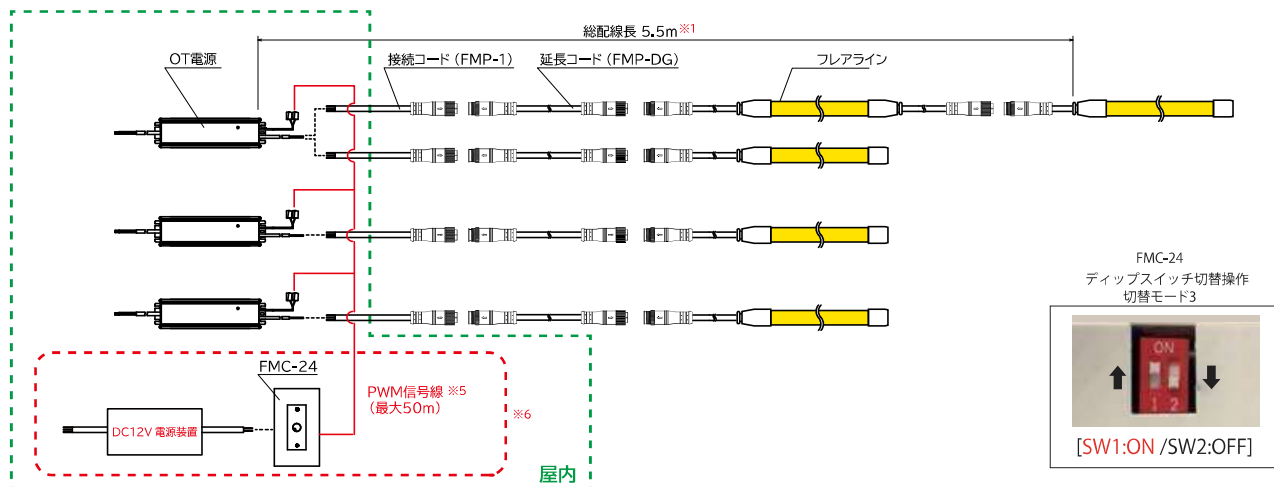 総配線長 5.5m※1
OT電源
接続コード(FMP-1)
延長コード(FMP-DG)
フレアライン
FMC-24
ディップスイッチ切替操作
切替モード3
ON
1 2
[SW1:ON /SW2:OFF]
FMC-24
PWM信号線 ※5
(最大50m)
※6
DC12V 電源装置
屋内